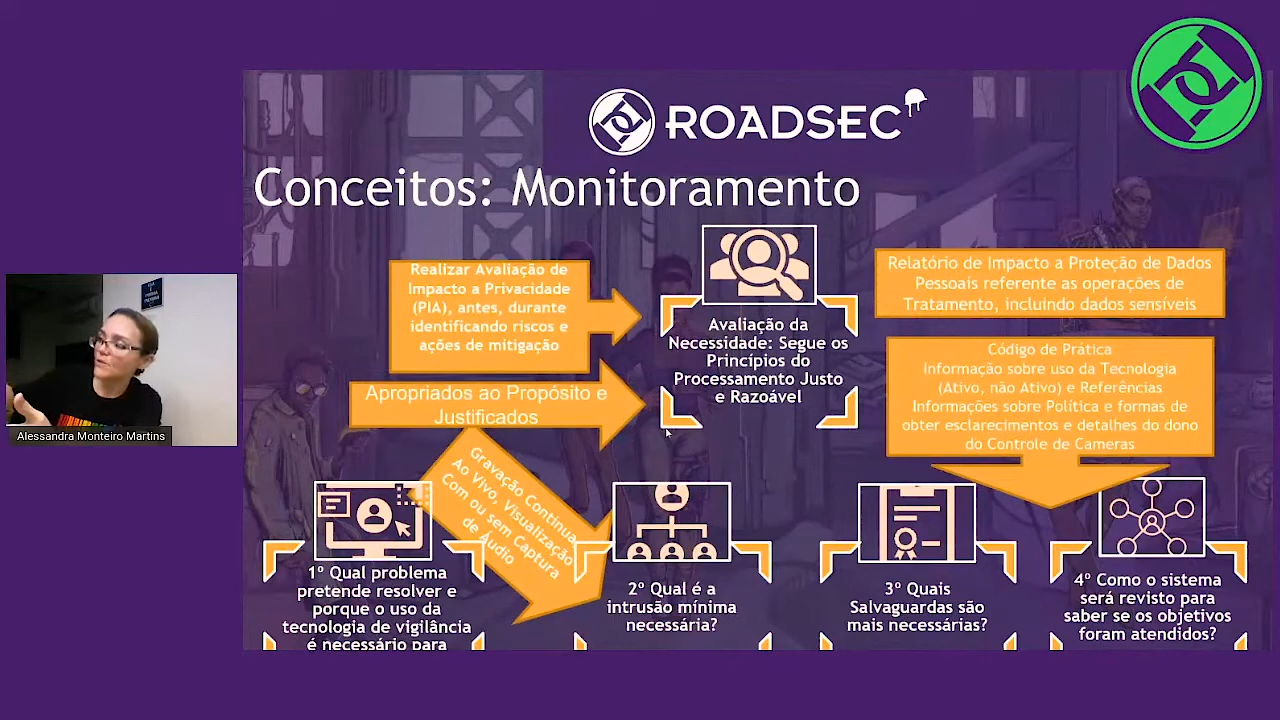 ROADSEC
Conceitos: Monitoramento
Realizar Avaliação de
Impacto a Privacidade
(PIA), antes, durante
identificando riscos e
ações de mitigação
Apropriados ao Propósito e
Justificados
Gravação Continua
Ao Vivo, Visualização
Com ou sem Captura
de Áudio
Avaliação da
Necessidade: Segue os
Princípios do
Processamento Justo
e Razoável
Relatório de Impacto a Proteção de Dados
Pessoais referente as operações de
Tratamento, incluindo dados sensíveis
Código de Prática
Informação sobre uso da Tecnologia
(Ativo, não Ativo) e Referências
Informações sobre Política e formas de
obter esclarecimentos e detalhes do dono
do Controle de Cameras
Alessandra Monteiro Martins
1º Qual problema
pretende resolver e
porque o uso da
tecnologia de vigilância
é necessário para
2º Qual é a
intrusão mínima
necessária?
3º Quais
Salvaguardas são
mais necessárias?
4º Como o sistema
será revisto para
saber se os objetivos
foram atendidos?